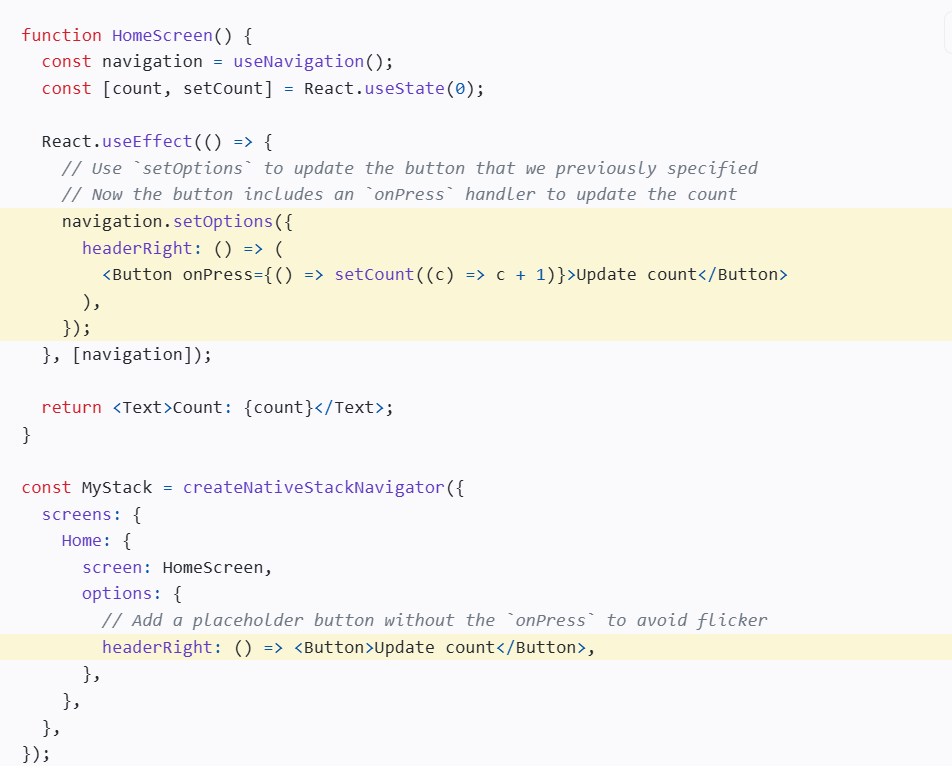 function HomeScreen() {
  const navigation = useNavigation();
  const [count, setCount] = React.useState(0);

  React.useEffect(() => {
    // Use `setOptions` to update the button that we previously specified
    // Now the button includes an `onPress` handler to update the count
    navigation.setOptions({
      headerRight: () => (
        <Button onPress={() => setCount((c) => c + 1)}>Update count</Button>
      ),
    });
  }, [navigation]);

  return <Text>Count: {count}</Text>;
}

const MyStack = createNativeStackNavigator({
  screens: {
    Home: {
      screen: HomeScreen,
      options: {
        // Add a placeholder button without the `onPress` to avoid flicker
        headerRight: () => <Button>Update count</Button>,
      },
    },
  },
});